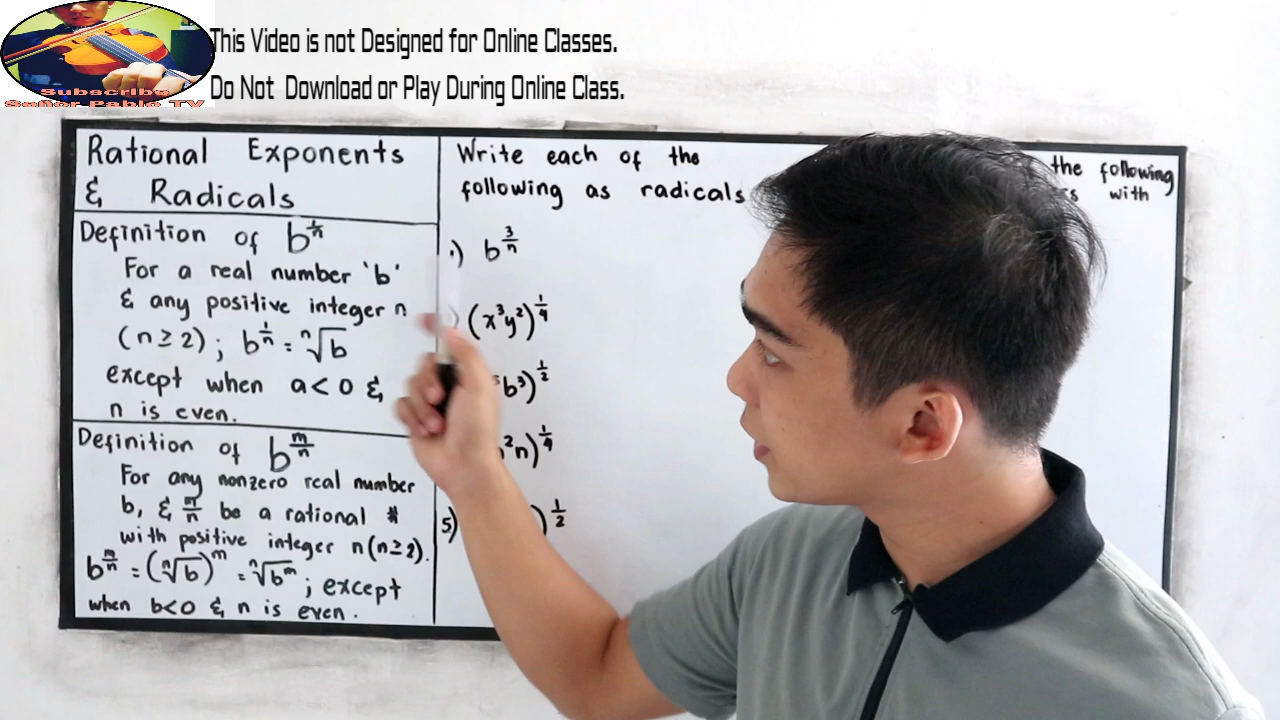 This Video is not Designed for Online Classes.
Do Not Download or Play During Online Class.
Subscribe
Señor Pablo TV
Rational Exponents
& Radicals
Definition of b^(1/n)
For a real number 'b'
& any positive integer n
(n ≥ 2) ; b^(1/n) = ⁿ√b
except when a < 0 &
n is even.
Definition of b^(m/n)
For any nonzero real number
b, & m/n be a rational #
with positive integer n (n ≥ 2).
b^(m/n) = (ⁿ√b)^m = ⁿ√b^m ; except
when b < 0 & n is even.
Write each of the
following as radicals
1.) b^(3/n)
(x³y²)^(1/4)
b³)^(1/2)
²n)^(1/4)
5) )^(1/2)
the following
with